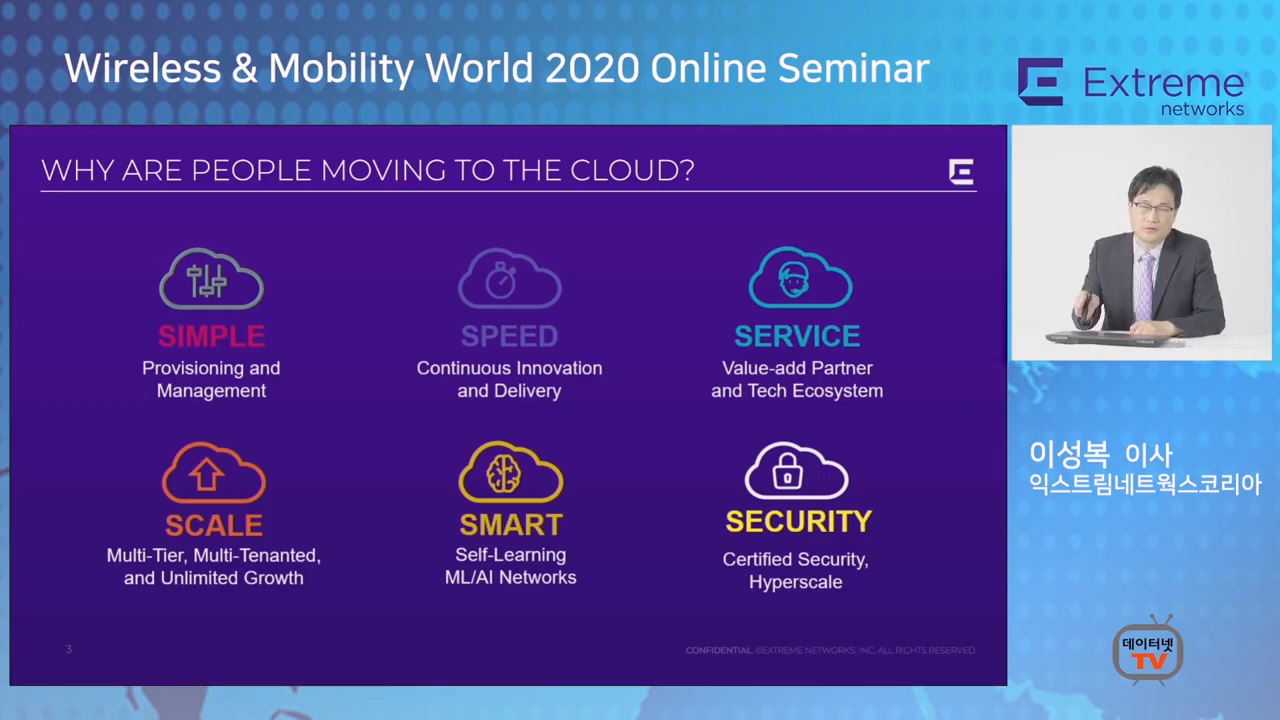 Wireless & Mobility World 2020 Online Seminar
Extreme
networks
WHY ARE PEOPLE MOVING TO THE CLOUD?
SIMPLE
Provisioning and
Management
SPEED
Continuous Innovation
and Delivery
SERVICE
Value-add Partner
and Tech Ecosystem
SCALE
Multi-Tier, Multi-Tenanted,
and Unlimited Growth
SMART
Self-Learning
ML/AI Networks
SECURITY
Certified Security,
Hyperscale
3
CONFIDENTIAL. ©EXTREME NETWORKS, INC. ALL RIGHTS RESERVED.
이성복 이사
익스트림네트웍스코리아
데이터넷
TV